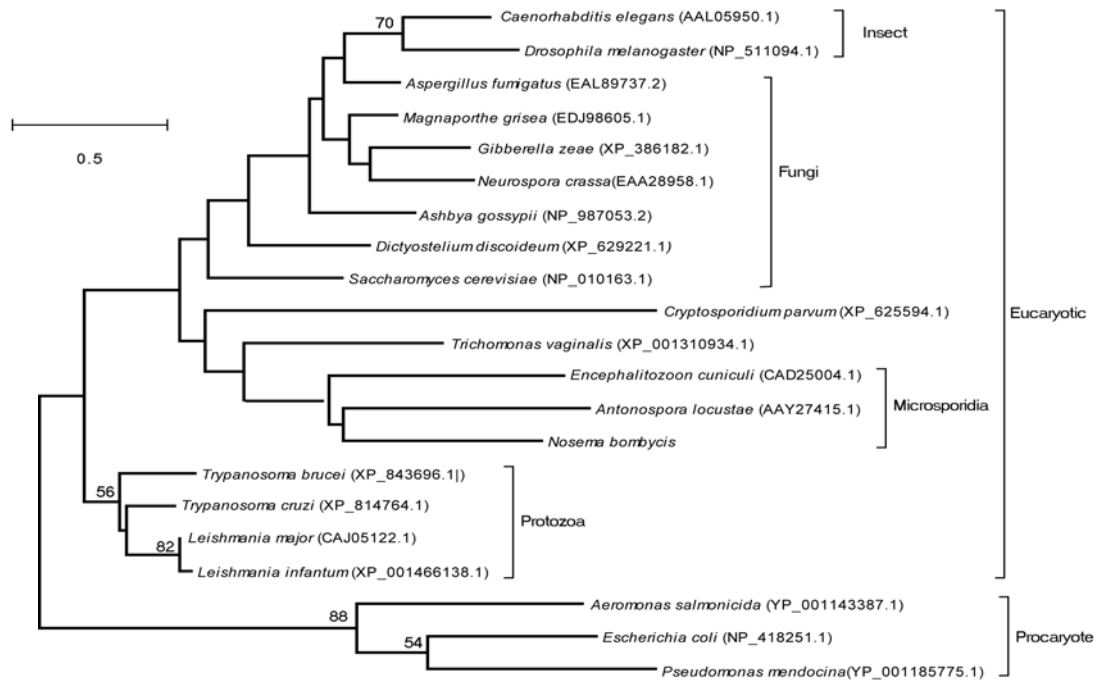 Caenorhabditis elegans (AAL05950.1)
70
Insect
Drosophila melanogaster (NP_511094.1)
Aspergillus fumigatus (EAL89737.2)
Magnaporthe grisea (EDJ98605.1)
0.5
Gibberella zeae (XP_386182.1)
Fungi
Neurospora crassa(EAA28958.1)
Ashbya gossypii (NP_987053.2)
Dictyostelium discoideum (XP_629221.1)
Saccharomyces cerevisiae (NP_010163.1)
Cryptosporidium parvum (XP_625594.1)
Eucaryotic
Trichomonas vaginalis (XP_001310934.1)
Encephalitozoon cuniculi (CAD25004.1)
Antonospora locustae (AAY27415.1)
Microsporidia
Nosema bombycis
Trypanosoma brucei (XP_843696.1|)
56
Trypanosoma cruzi (XP_814764.1)
Protozoa
Leishmania major (CAJ05122.1)
82
Leishmania infantum(XP_001466138.1)
Aeromonas salmonicida (YP_001143387.1)
88
Escherichia coli (NP_418251.1)
Procaryote
54
Pseudomonas mendocina(YP_001185775.1)